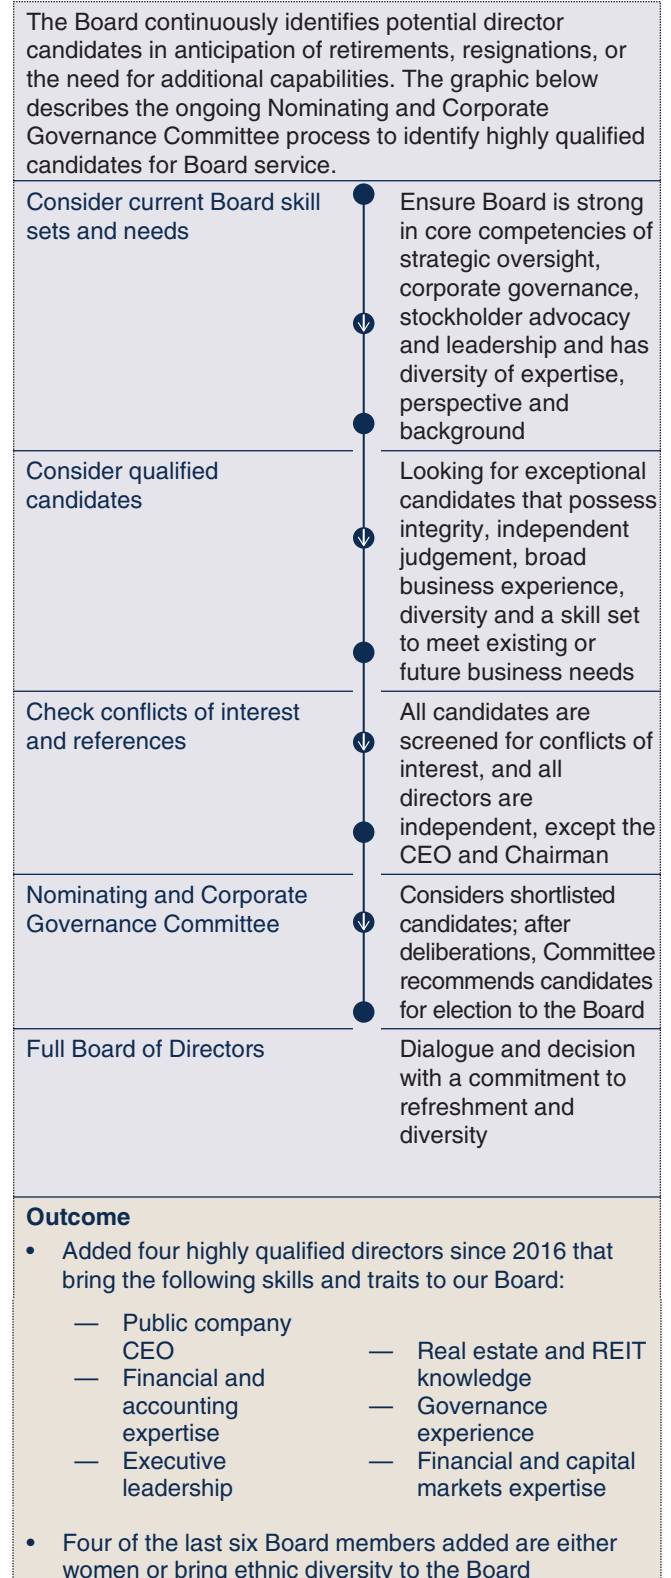 The Board continuously identifies potential director
candidates in anticipation of retirements, resignations, or
the need for additional capabilities. The graphic below
describes the ongoing Nominating and Corporate
Governance Committee process to identify highly qualified
candidates for Board service.
Consider current Board skill
sets and needs
Ensure Board is strong
in core competencies of
strategic oversight,
corporate governance,
stockholder advocacy
and leadership and has
diversity of expertise,
perspective and
background
Consider qualified
candidates
Looking for exceptional
candidates that possess
integrity, independent
judgement, broad
business experience,
diversity and a skill set
to meet existing or
future business needs
Check conflicts of interest
and references
All candidates are
screened for conflicts of
interest, and all
directors are
independent, except the
CEO and Chairman
Nominating and Corporate
Governance Committee
Considers shortlisted
candidates; after
deliberations, Committee
recommends candidates
for election to the Board
Full Board of Directors
Dialogue and decision
with a commitment to
refreshment and
diversity
Outcome
• Added four highly qualified directors since 2016 that
bring the following skills and traits to our Board:
— Public company
CEO
— Financial and
accounting
expertise
— Executive
leadership
— Real estate and REIT
knowledge
— Governance
experience
— Financial and capital
markets expertise
• Four of the last six Board members added are either
women or bring ethnic diversity to the Board